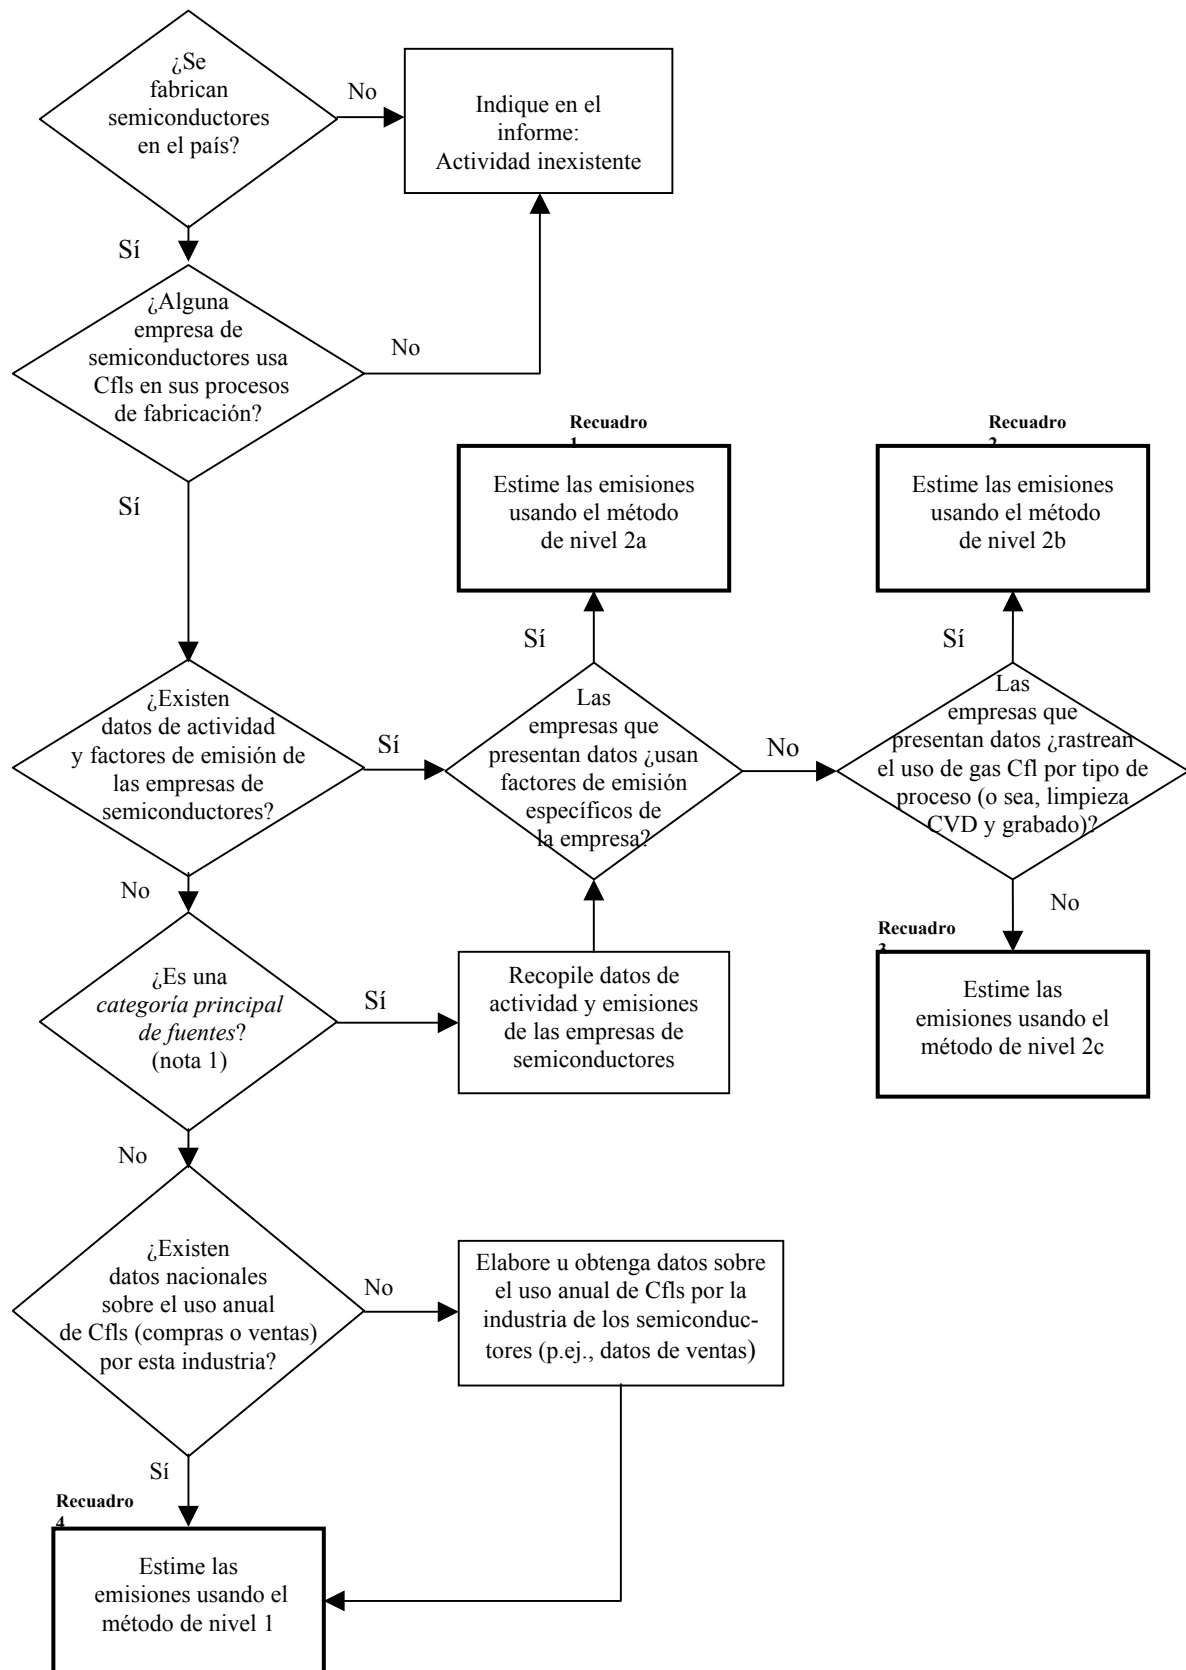 ¿Se
fabrican
semiconductores
en el país?
No
Indique en el
informe:
Actividad inexistente
Sí
¿Alguna
empresa de
semiconductores usa
Cfls en sus procesos
de fabricación?
No
Sí
Recuadro
1
Estime las emisiones
usando el método
de nivel 2a
Recuadro
2
Estime las emisiones
usando el método
de nivel 2b
Sí
Sí
¿Existen
datos de actividad
y factores de emisión de
las empresas de
semiconductores?
Sí
Las
empresas que
presentan datos ¿usan
factores de emisión
específicos de
la empresa?
No
Las
empresas que
presentan datos ¿rastrean
el uso de gas Cfl por tipo de
proceso (o sea, limpieza
CVD y grabado)?
No
No
¿Es una
categoría principal
de fuentes?
(nota 1)
Sí
Recopile datos de
actividad y emisiones
de las empresas de
semiconductores
Recuadro
3
Estime las
emisiones usando el
método de nivel 2c
No
¿Existen
datos nacionales
sobre el uso anual
de Cfls (compras o ventas)
por esta industria?
No
Elabore u obtenga datos sobre
el uso anual de Cfls por la
industria de los semiconduc-
tores (p.ej., datos de ventas)
Sí
Recuadro
4
Estime las
emisiones usando el
método de nivel 1